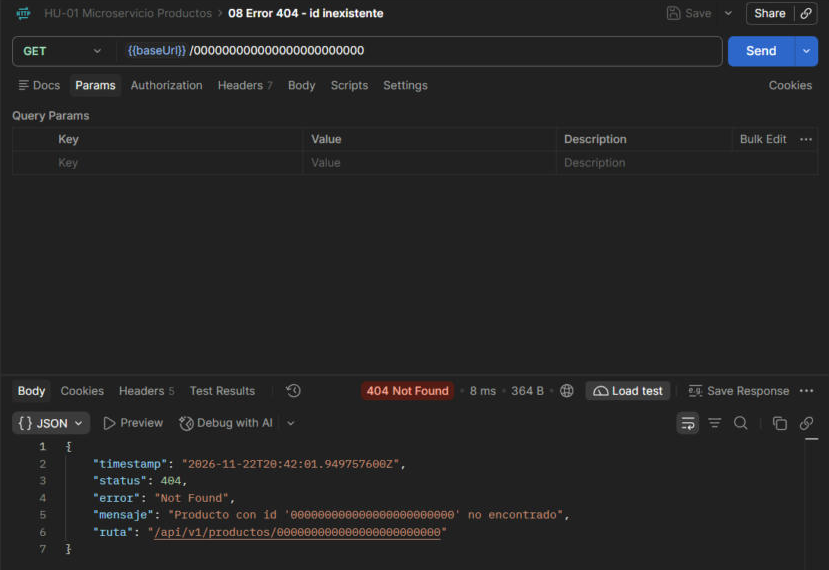 HTTP HU-01 Microservicio Productos > 08 Error 404 - id inexistente Save Share
GET {{baseUrl}} /000000000000000000000000 Send
Docs Params Authorization Headers 7 Body Scripts Settings Cookies
Query Params
Key Value Description Bulk Edit
Key Value Description
Body Cookies Headers 5 Test Results 404 Not Found 8 ms 364 B Load test e.g. Save Response
{} JSON Preview Debug with AI
1 {
2 "timestamp": "2026-11-22T20:42:01.949757600Z",
3 "status": 404,
4 "error": "Not Found",
5 "mensaje": "Producto con id '000000000000000000000000' no encontrado",
6 "ruta": "/api/v1/productos/000000000000000000000000"
7 }